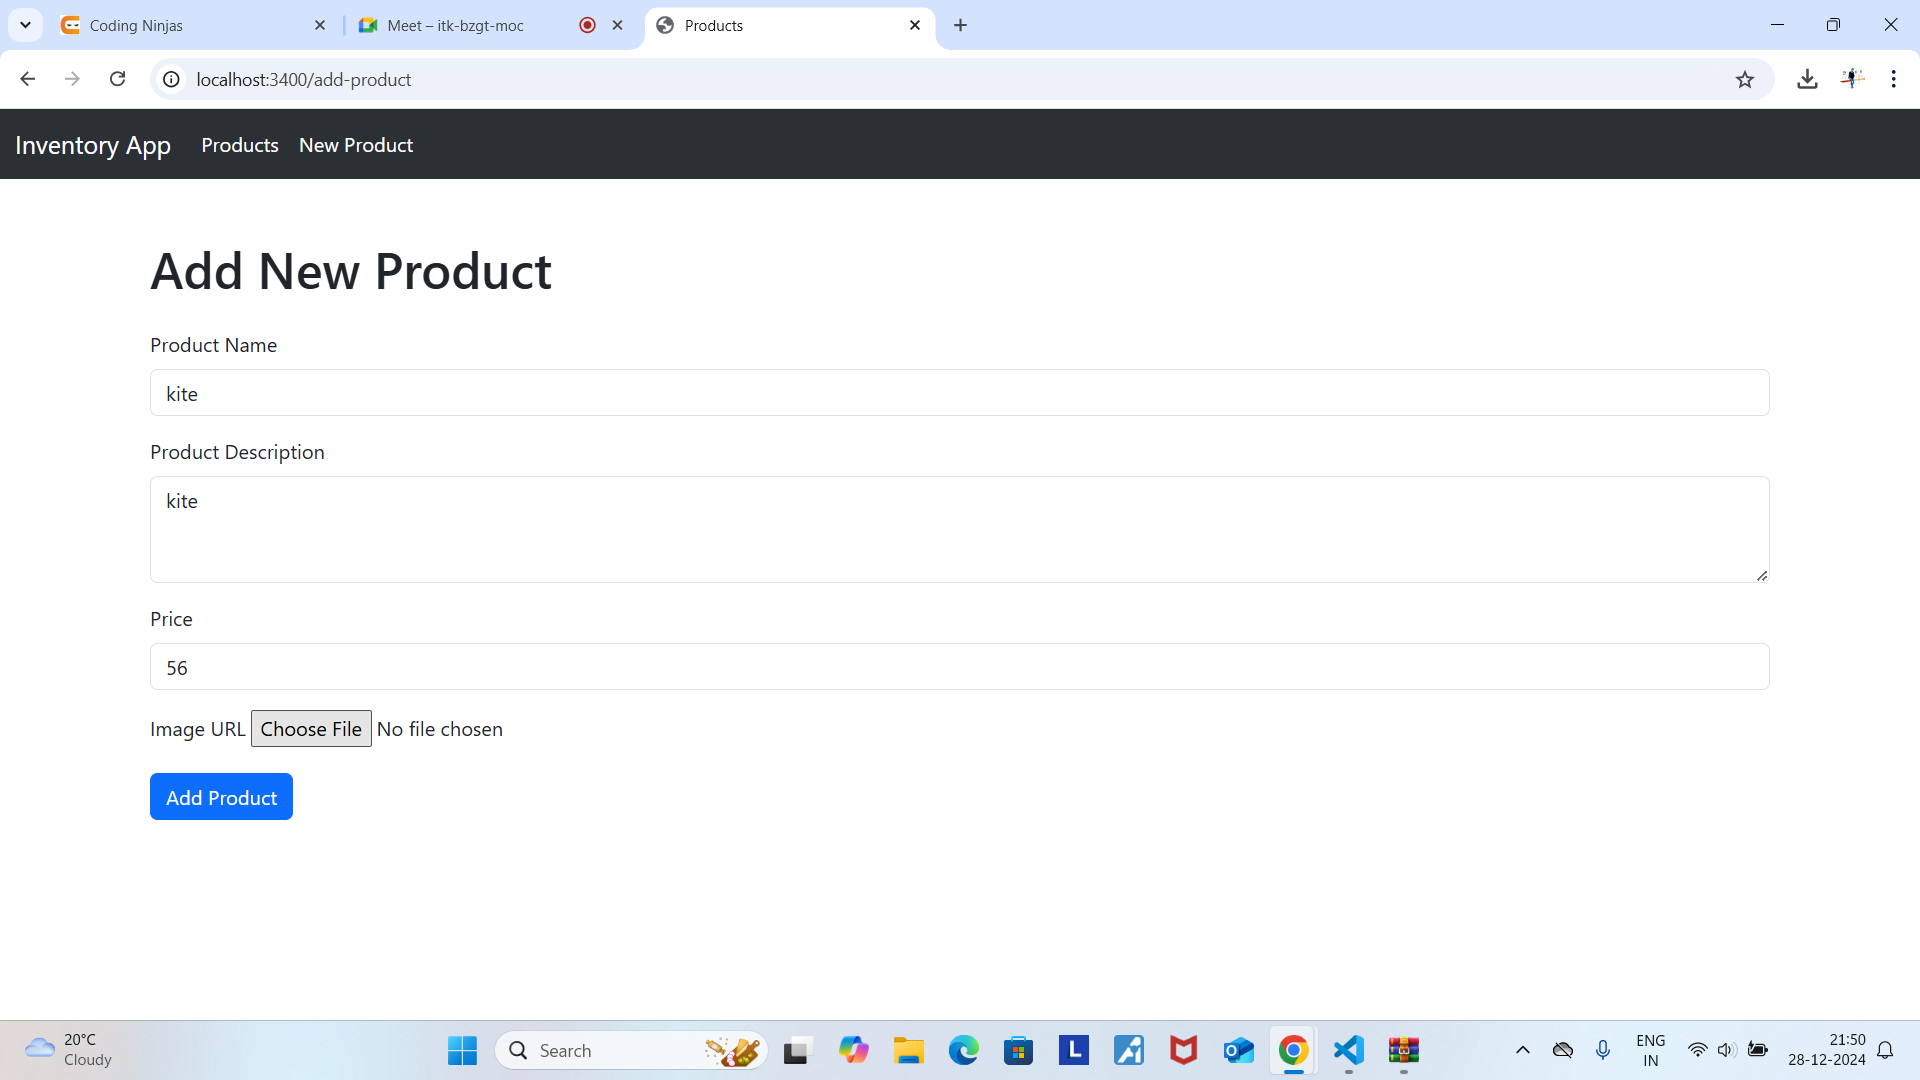 Coding Ninjas
Meet – itk-bzgt-moc
Products
localhost:3400/add-product
Inventory App
Products
New Product
Add New Product
Product Name
kite
Product Description
kite
Price
56
Image URL Choose File No file chosen
Add Product
20°C
Cloudy
Search
ENG
IN
21:50
28-12-2024